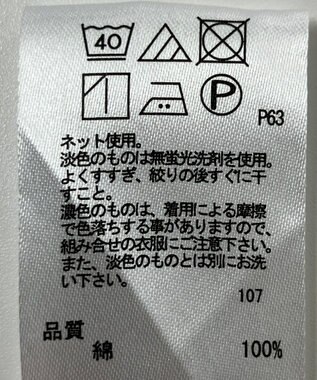 40
P
P63
ネット使用。
淡色のものは無蛍光洗剤を使用。
よくすすぎ、絞りの後すぐに干
すこと。
濃色のものは、着用による摩擦
で色落ちする事がありますので、
組み合せの衣服にご注意下さい。
また、淡色のものとは別にお洗
い下さい。
107
品質
綿 100%